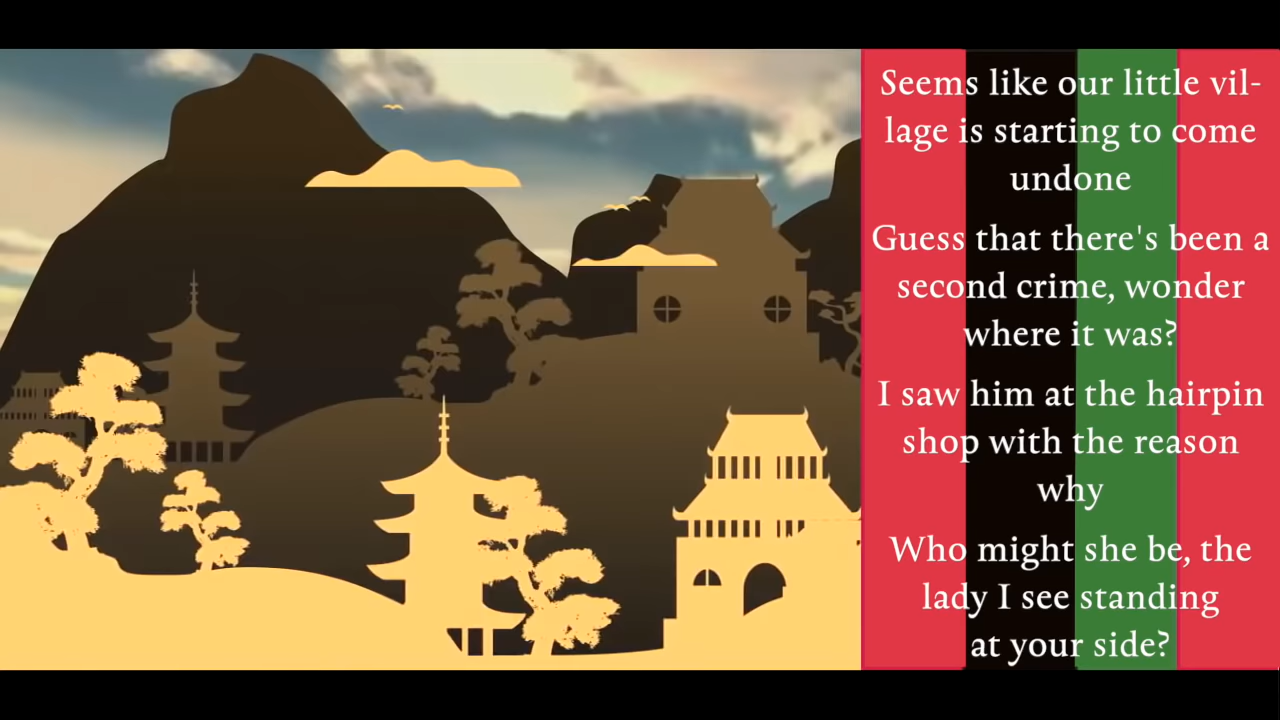 Seems like our little vil-
lage is starting to come
undone
Guess that there's been a
second crime, wonder
where it was?
I saw him at the hairpin
shop with the reason
why
Who might she be, the
lady I see standing
at your side?